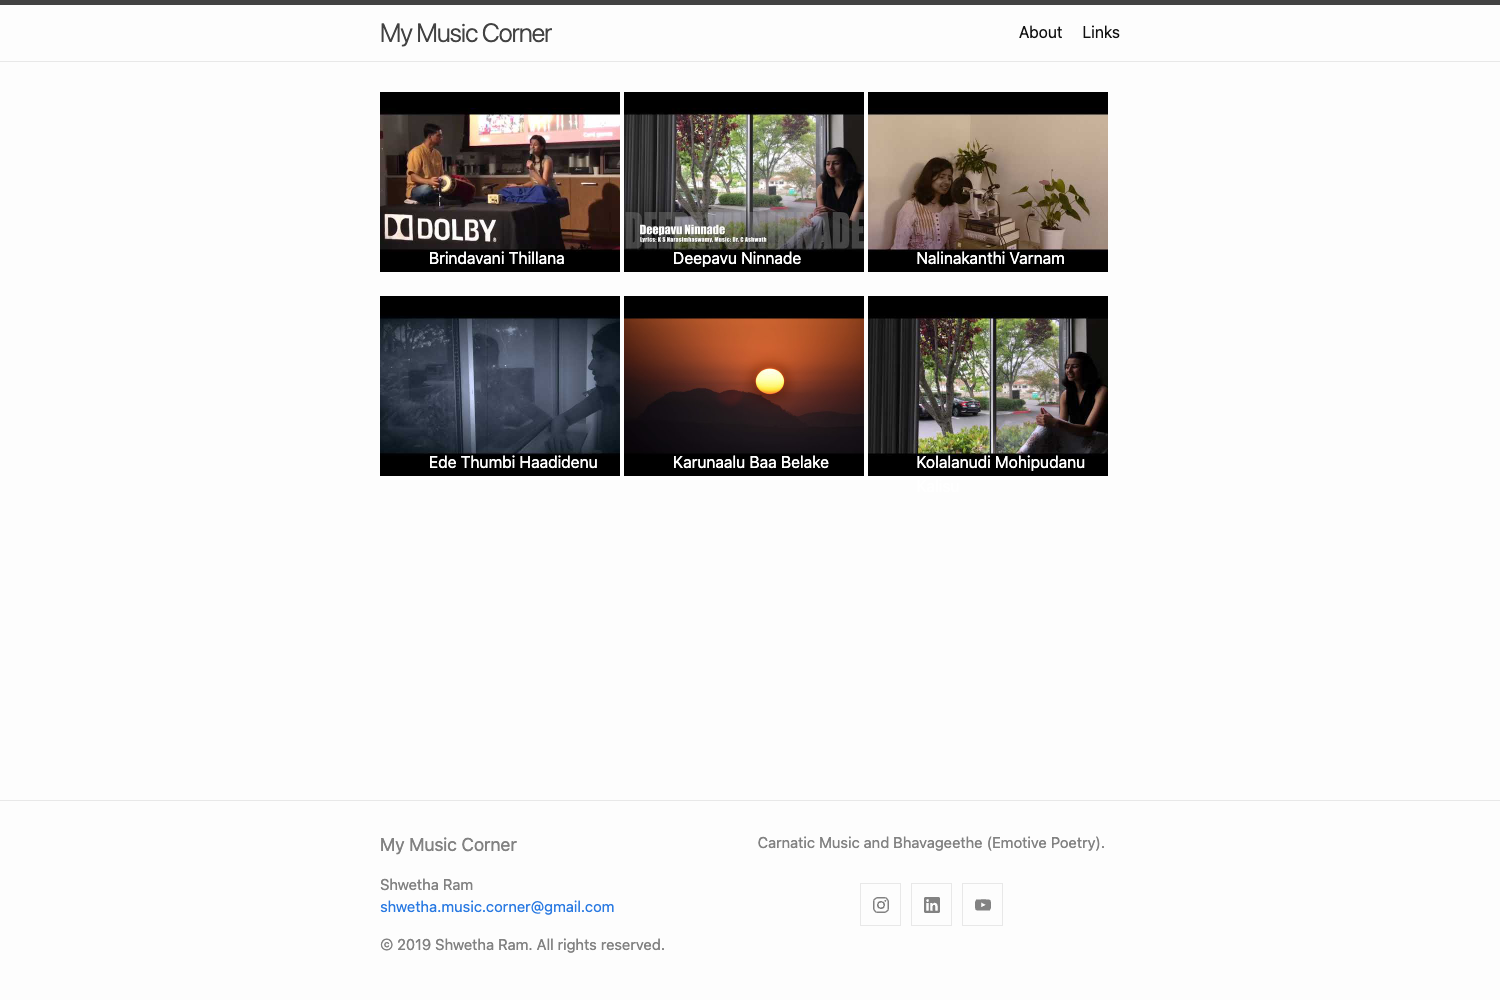 My Music Corner
About Links
DOLBY
Brindavani Thillana
Deepavu Ninnade
Lyrics: K S Narasimhaswamy, Music: Dr. C Ashwath
Deepavu Ninnade
Nalinakanthi Varnam
Ede Thumbi Haadidenu
Karunaalu Baa Belake
Kolalanudi Mohipudanu
My Music Corner
Shwetha Ram
shwetha.music.corner@gmail.com
© 2019 Shwetha Ram. All rights reserved.
Carnatic Music and Bhavageethe (Emotive Poetry).